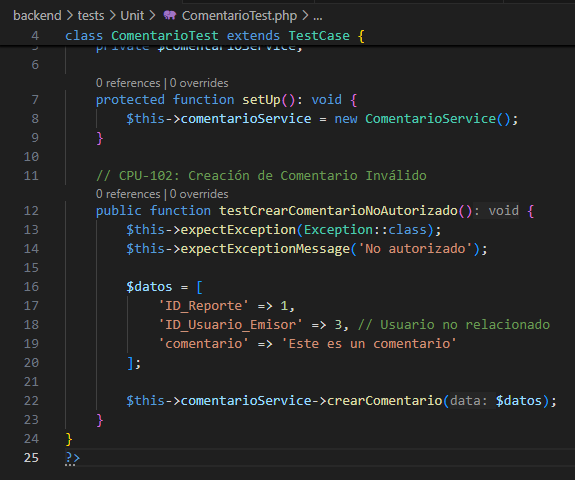 backend > tests > Unit > ComentarioTest.php > ...
4 class ComentarioTest extends TestCase {
5 private $comentarioService;
6
0 references | 0 overrides
7 protected function setUp(): void {
8 $this->comentarioService = new ComentarioService();
9 }
10
11 // CPU-102: Creación de Comentario Inválido
0 references | 0 overrides
12 public function testCrearComentarioNoAutorizado(): void {
13 $this->expectException(Exception::class);
14 $this->expectExceptionMessage('No autorizado');
15
16 $datos = [
17 'ID_Reporte' => 1,
18 'ID_Usuario_Emisor' => 3, // Usuario no relacionado
19 'comentario' => 'Este es un comentario'
20 ];
21
22 $this->comentarioService->crearComentario(data: $datos);
23 }
24 }
25 ?>